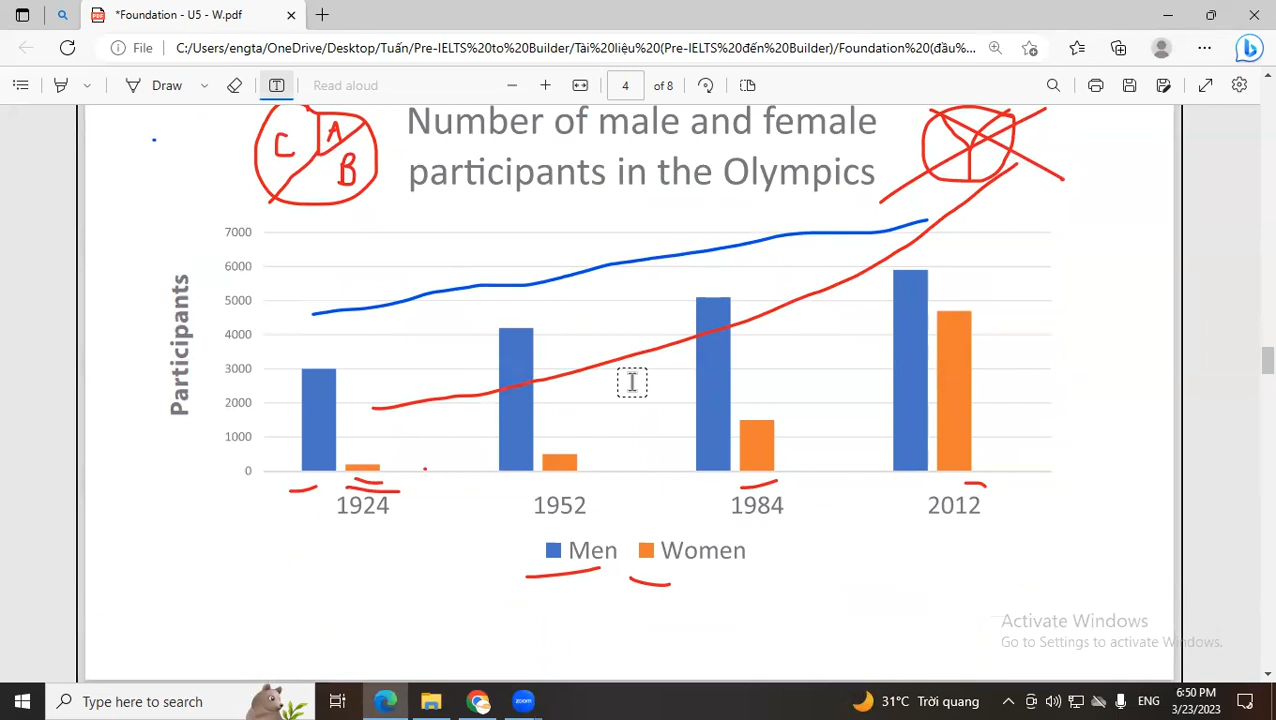 *Foundation - U5 - W.pdf
File
C:/Users/engta/OneDrive/Desktop/Tuấn/Pre-IELTS%20to%20Builder/Tài liệu%20(Pre-IELTS%20đến%20Builder)/Foundation%20(đầu%...
Draw
Read aloud
4 of 8
Number of male and female
participants in the Olympics
C
A
B
7000
6000
5000
4000
3000
2000
1000
0
Participants
1924 1952 1984 2012
Men Women
Activate Windows
Go to Settings to activate Windows.
Type here to search
zoom
31°C Trời quang
ENG
6:50 PM
3/23/2023